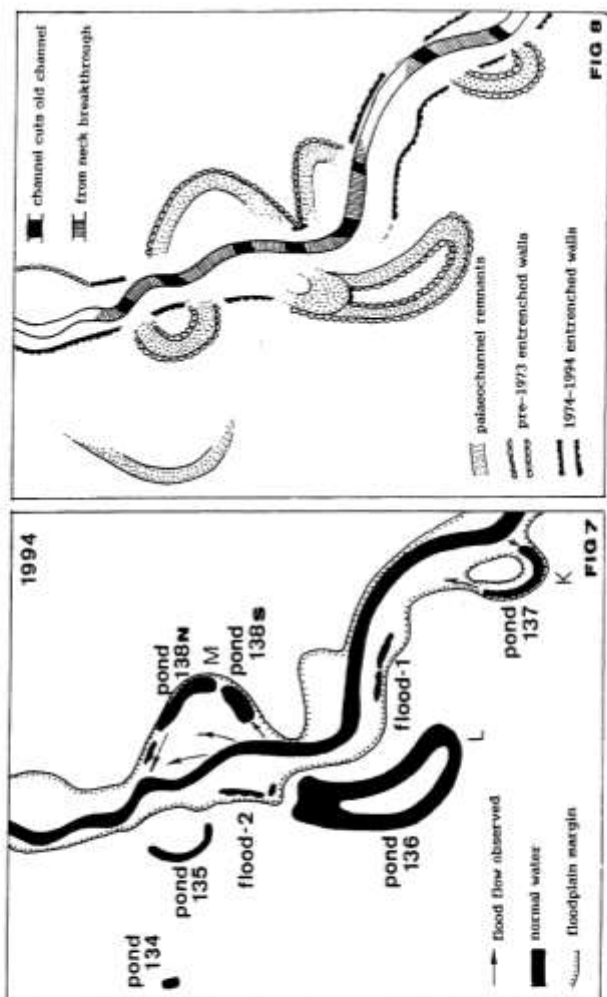 1994
pond
138N
M
pond
138S
pond
134
pond
135
flood-2
flood-1
pond
136
L
pond
137
K
flood flow observed
normal water
floodplain margin
FIG 7
channel cuts old channel
from neck breakthrough
palaeochannel remnants
pre-1973 entrenched walls
1974-1994 entrenched walls
FIG 8